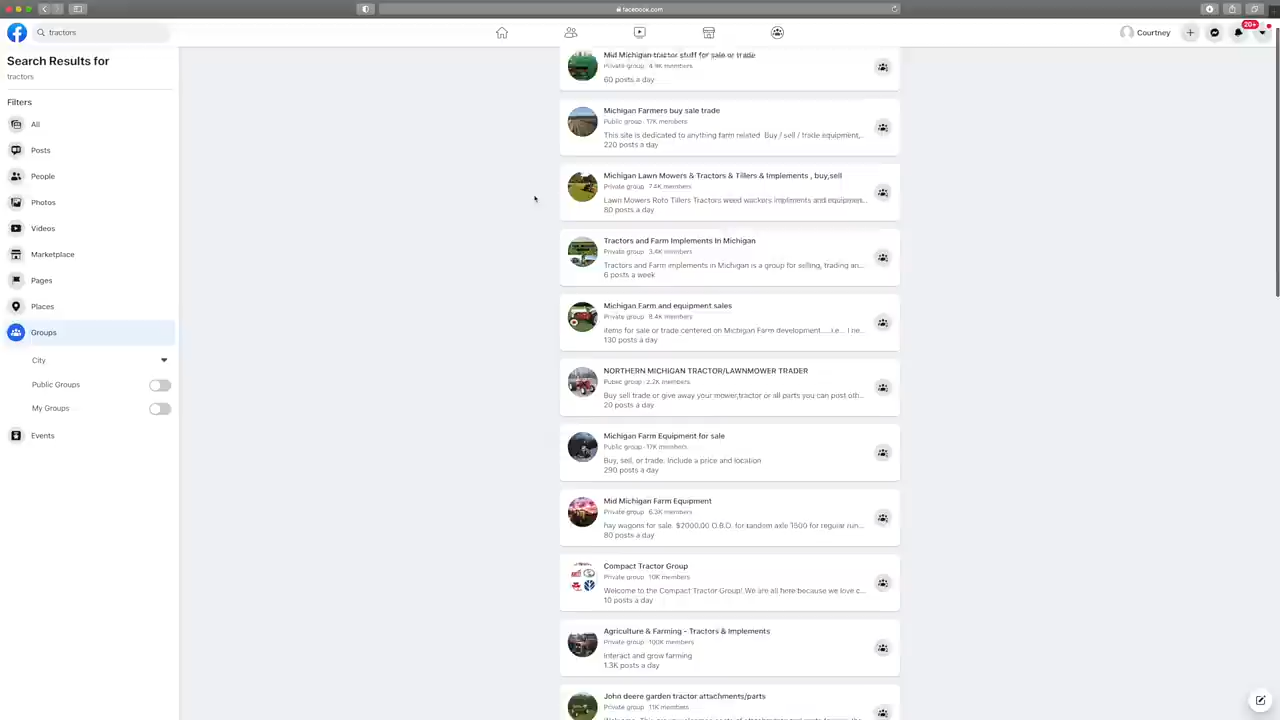 facebook.com
tractors
Courtney
20+
Search Results for
tractors
Filters
All
Posts
People
Photos
Videos
Marketplace
Pages
Places
Groups
City
Public Groups
My Groups
Events
Mid Michigan tractor stuff for sale or trade
Private group · 4.9K members
60 posts a day
Michigan Farmers buy sale trade
Public group · 17K members
This site is dedicated to anything farm related Buy / sell / trade equipment,...
220 posts a day
Michigan Lawn Mowers & Tractors & Tillers & Implements , buy,sell
Private group · 7.4K members
Lawn Mowers Roto Tillers Tractors weed wackers impliments and equipmen...
80 posts a day
Tractors and Farm Implements In Michigan
Private group · 3.4K members
Tractors and Farm implements in Michigan is a group for selling, trading an...
6 posts a week
Michigan Farm and equipment sales
Private group · 8.4K members
items for sale or trade centered on Michigan Farm development.....i.e... I ne...
130 posts a day
NORTHERN MICHIGAN TRACTOR/LAWNMOWER TRADER
Public group · 2.2K members
Buy sell trade or give away your mower,tractor or all parts you can post oth...
20 posts a day
Michigan Farm Equipment for sale
Public group · 17K members
Buy, sell, or trade. Include a price and location
290 posts a day
Mid Michigan Farm Equipment
Private group · 6.3K members
hay wagons for sale. $2000.00 O.B.O. for tandem axle 1500 for regular run...
80 posts a day
Compact Tractor Group
Private group · 10K members
Welcome to the Compact Tractor Group! We are all here because we love c...
10 posts a day
Agriculture & Farming - Tractors & Implements
Private group · 100K members
interact and grow farming
1.3K posts a day
John deere garden tractor attachments/parts
Private group · 11K members